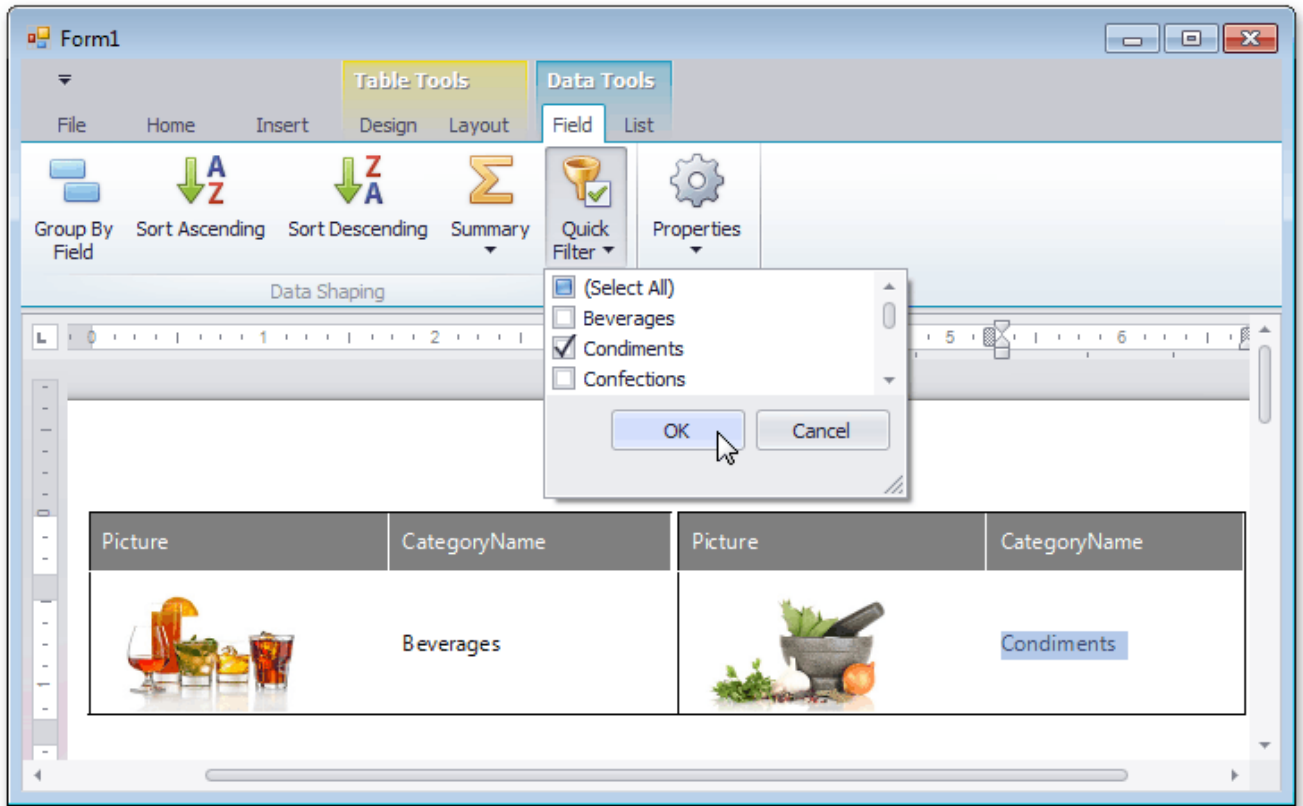 Form1
Table Tools Data Tools
File Home Insert Design Layout Field List
Group By Field Sort Ascending Sort Descending Summary Quick Filter Properties
Data Shaping
(Select All)
Beverages
Condiments
Confections
L 0 1 2 5 6
OK Cancel
0
Picture CategoryName Picture CategoryName
Beverages Condiments